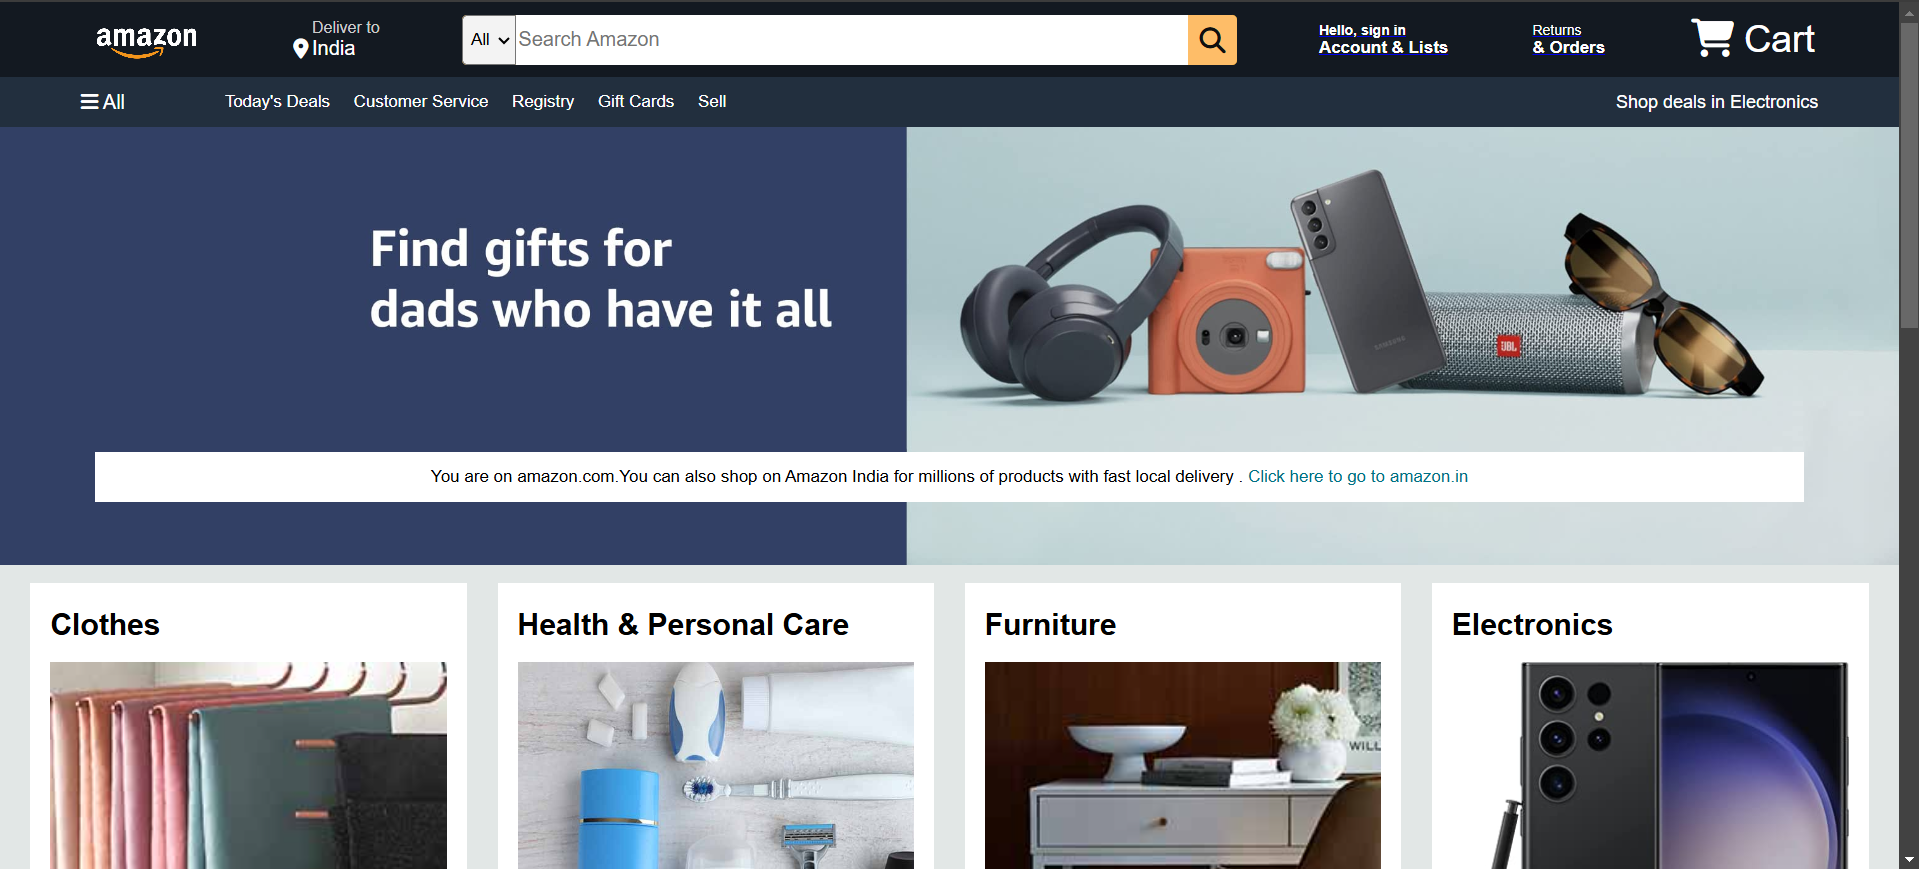 amazon
Deliver to
India
All
Search Amazon
Hello, sign in
Account & Lists
Returns
& Orders
Cart
All
Today's Deals
Customer Service
Registry
Gift Cards
Sell
Shop deals in Electronics
Find gifts for
dads who have it all
SAMSUNG
JBL
You are on amazon.com.You can also shop on Amazon India for millions of products with fast local delivery . Click here to go to amazon.in
Clothes
Health & Personal Care
Furniture
Electronics
WILL